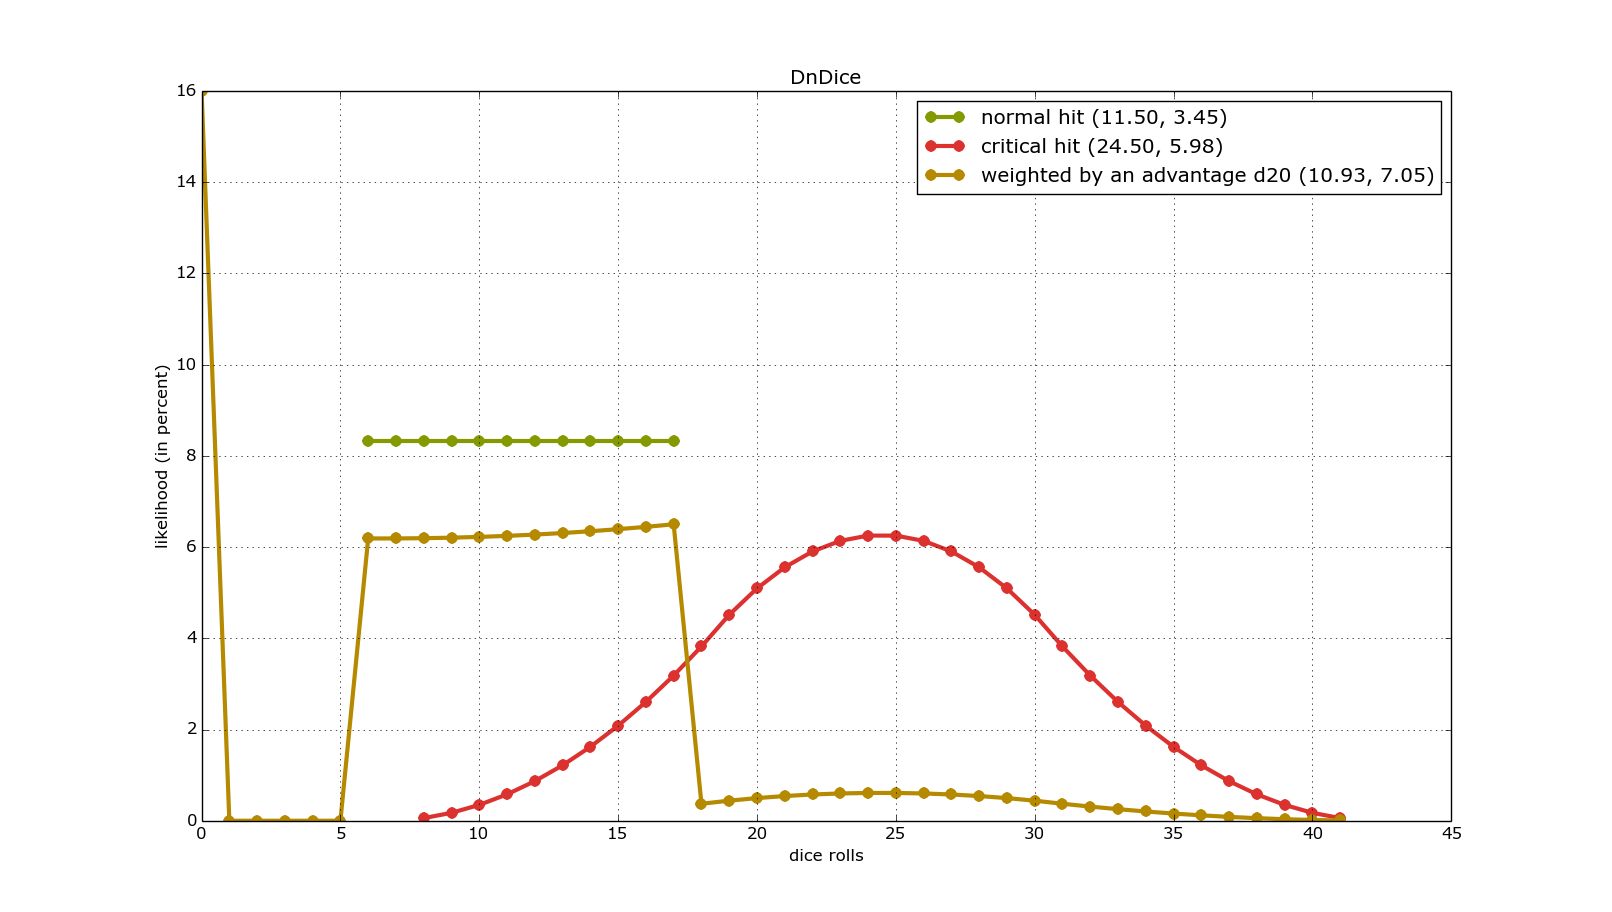 DnDice
normal hit (11.50, 3.45)
critical hit (24.50, 5.98)
weighted by an advantage d20 (10.93, 7.05)
likelihood (in percent)
16
14
12
10
8
6
4
2
0
0 5 10 15 20 25 30 35 40 45
dice rolls